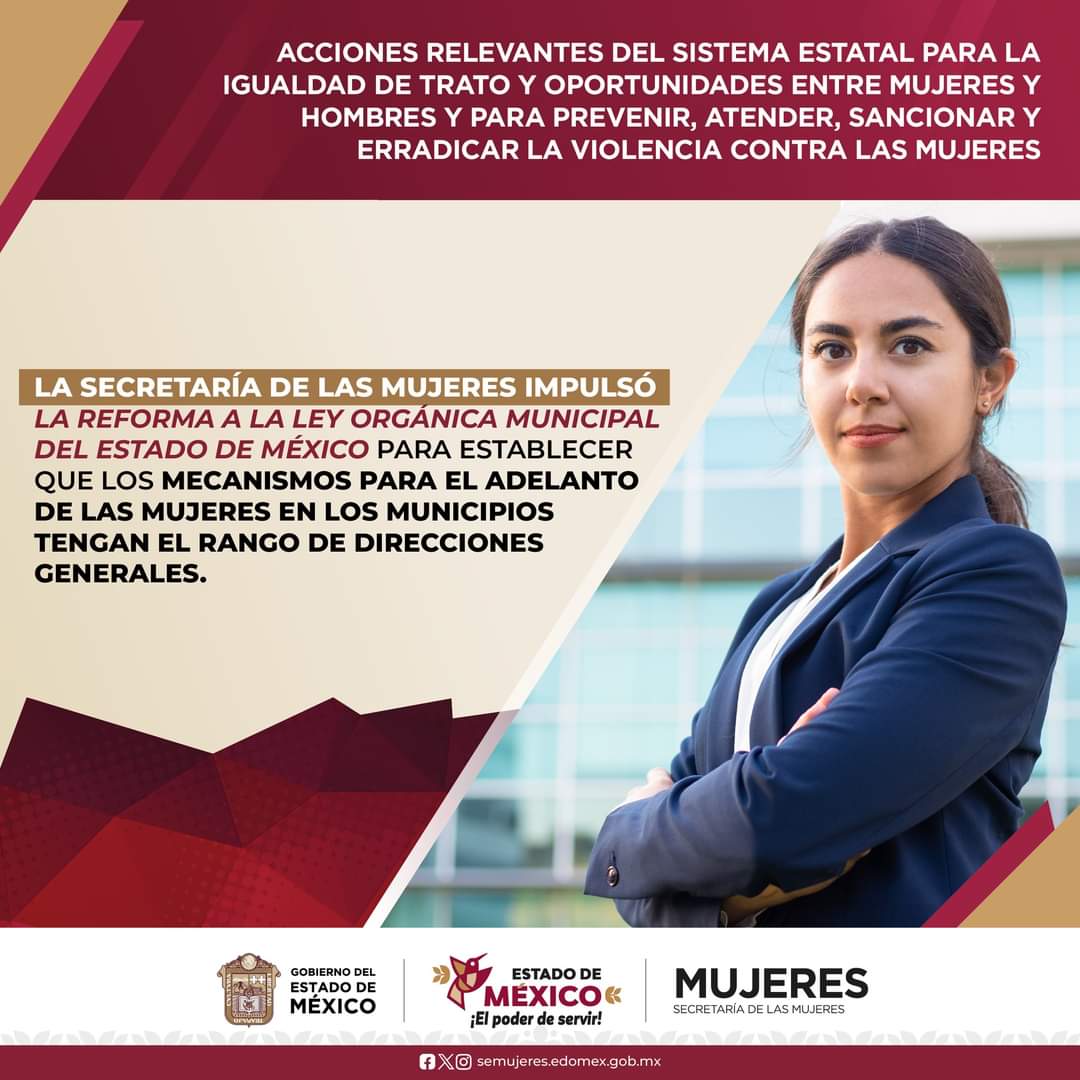 ACCIONES RELEVANTES DEL SISTEMA ESTATAL PARA LA
IGUALDAD DE TRATO Y OPORTUNIDADES ENTRE MUJERES Y
HOMBRES Y PARA PREVENIR, ATENDER, SANCIONAR Y
ERRADICAR LA VIOLENCIA CONTRA LAS MUJERES
LA SECRETARÍA DE LAS MUJERES IMPULSÓ
LA REFORMA A LA LEY ORGÁNICA MUNICIPAL
DEL ESTADO DE MÉXICO PARA ESTABLECER
QUE LOS MECANISMOS PARA EL ADELANTO
DE LAS MUJERES EN LOS MUNICIPIOS
TENGAN EL RANGO DE DIRECCIONES
GENERALES.
GOBIERNO DEL
ESTADO DE
MÉXICO
ESTADO DE
MÉXICO
¡El poder de servir!
MUJERES
SECRETARÍA DE LAS MUJERES
semujeres.edomex.gob.mx